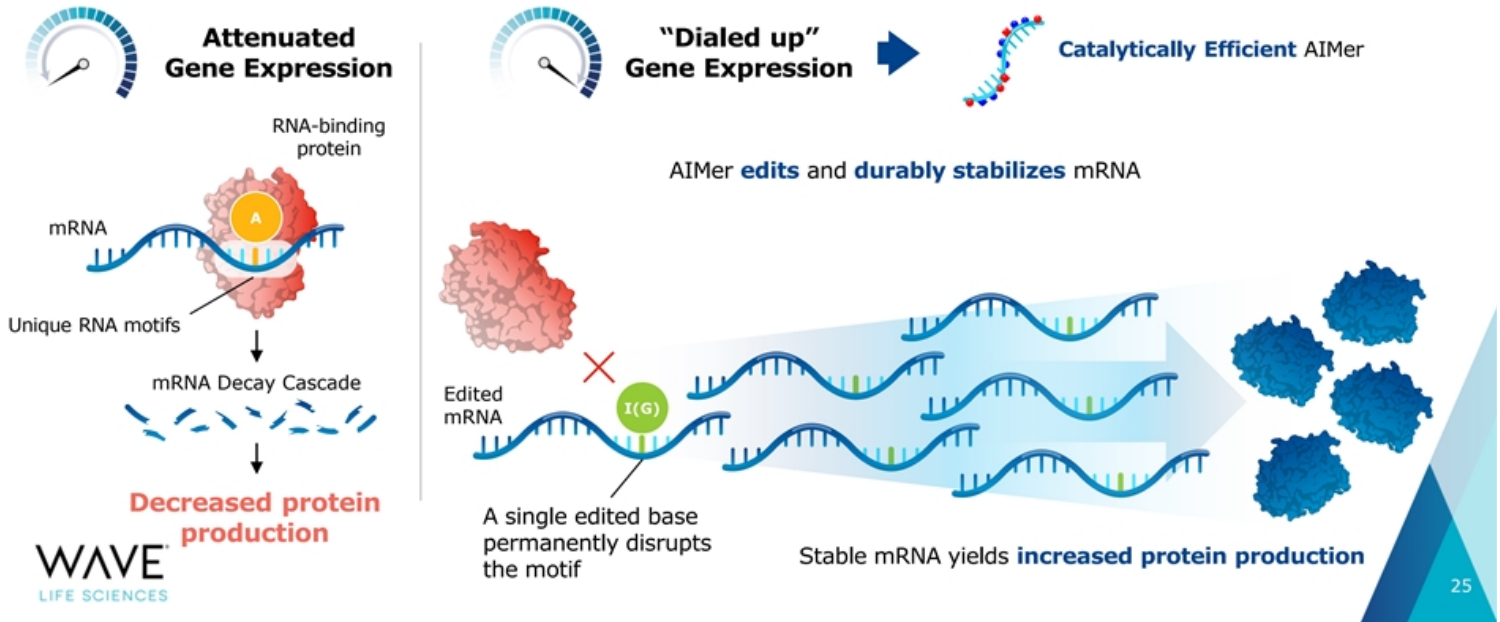 Attenuated
Gene Expression
RNA-binding
protein
A
mRNA
Unique RNA motifs
mRNA Decay Cascade
Decreased protein
production
WAVE
LIFE SCIENCES
“Dialed up”
Gene Expression
Catalytically Efficient AIMer
AIMer edits and durably stabilizes mRNA
Edited
mRNA
I(G)
A single edited base
permanently disrupts
the motif
Stable mRNA yields increased protein production
25